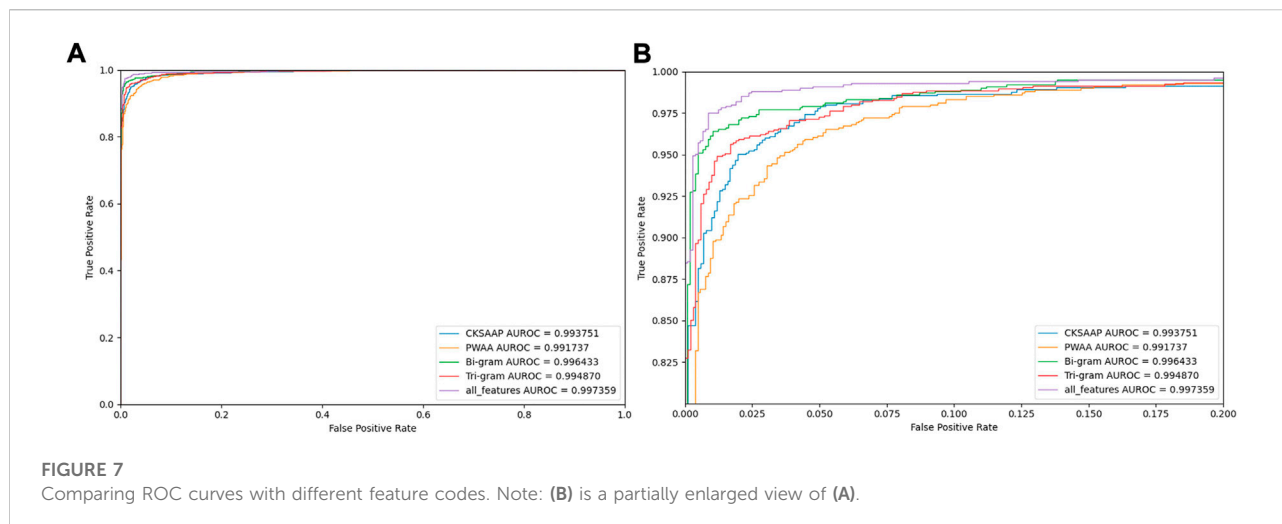 A
1.0
0.8
0.6
0.4
0.2
0.0
True Positive Rate
0.0 0.2 0.4 0.6 0.8 1.0
False Positive Rate
CKSAAP AUROC = 0.993751
PWAA AUROC = 0.991737
Bi-gram AUROC = 0.996433
Tri-gram AUROC = 0.994870
all_features AUROC = 0.997359
B
1.000
0.975
0.950
0.925
0.900
0.875
0.850
0.825
True Positive Rate
0.000 0.025 0.050 0.075 0.100 0.125 0.150 0.175 0.200
False Positive Rate
CKSAAP AUROC = 0.993751
PWAA AUROC = 0.991737
Bi-gram AUROC = 0.996433
Tri-gram AUROC = 0.994870
all_features AUROC = 0.997359
FIGURE 7
Comparing ROC curves with different feature codes. Note: (B) is a partially enlarged view of (A).